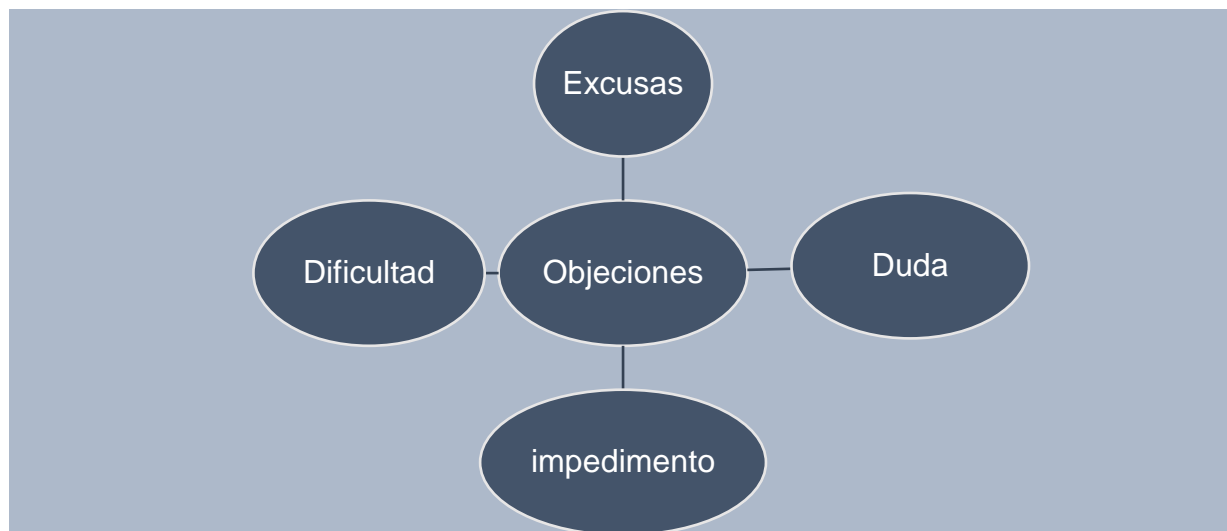 Excusas
Dificultad
Objeciones
Duda
impedimento